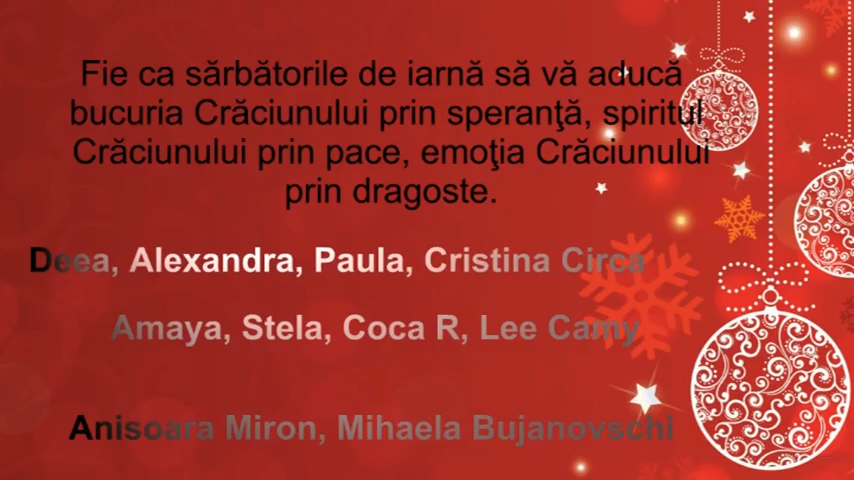 Fie ca sărbătorile de iarnă să vă aducă
bucuria Crăciunului prin speranţă, spiritul
Crăciunului prin pace, emoţia Crăciunului
prin dragoste.
Deea, Alexandra, Paula, Cristina Circa
Amaya, Stela, Coca R, Lee Camy
Anisoara Miron, Mihaela Bujanovschi